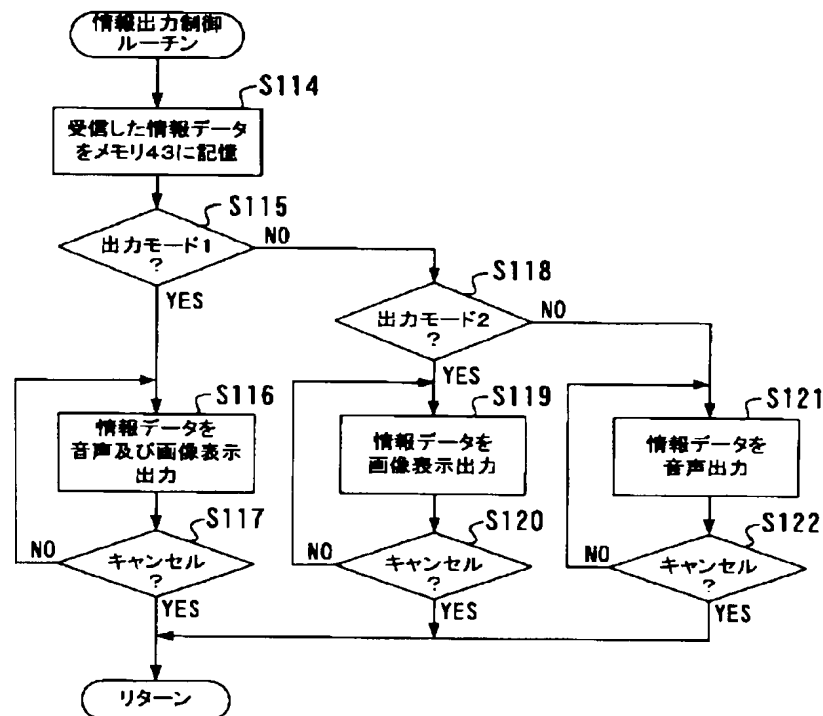 情報出力制御
ルーチン
S114
受信した情報データ
をメモリ43に記憶
S115
出力モード1
?
NO
YES
S118
出力モード2
?
NO
YES
S116
情報データを
音声及び画像表示
出力
S119
情報データを
画像表示出力
S121
情報データを
音声出力
S117
キャンセル
?
NO
YES
S120
キャンセル
?
NO
YES
S122
キャンセル
?
NO
YES
リターン